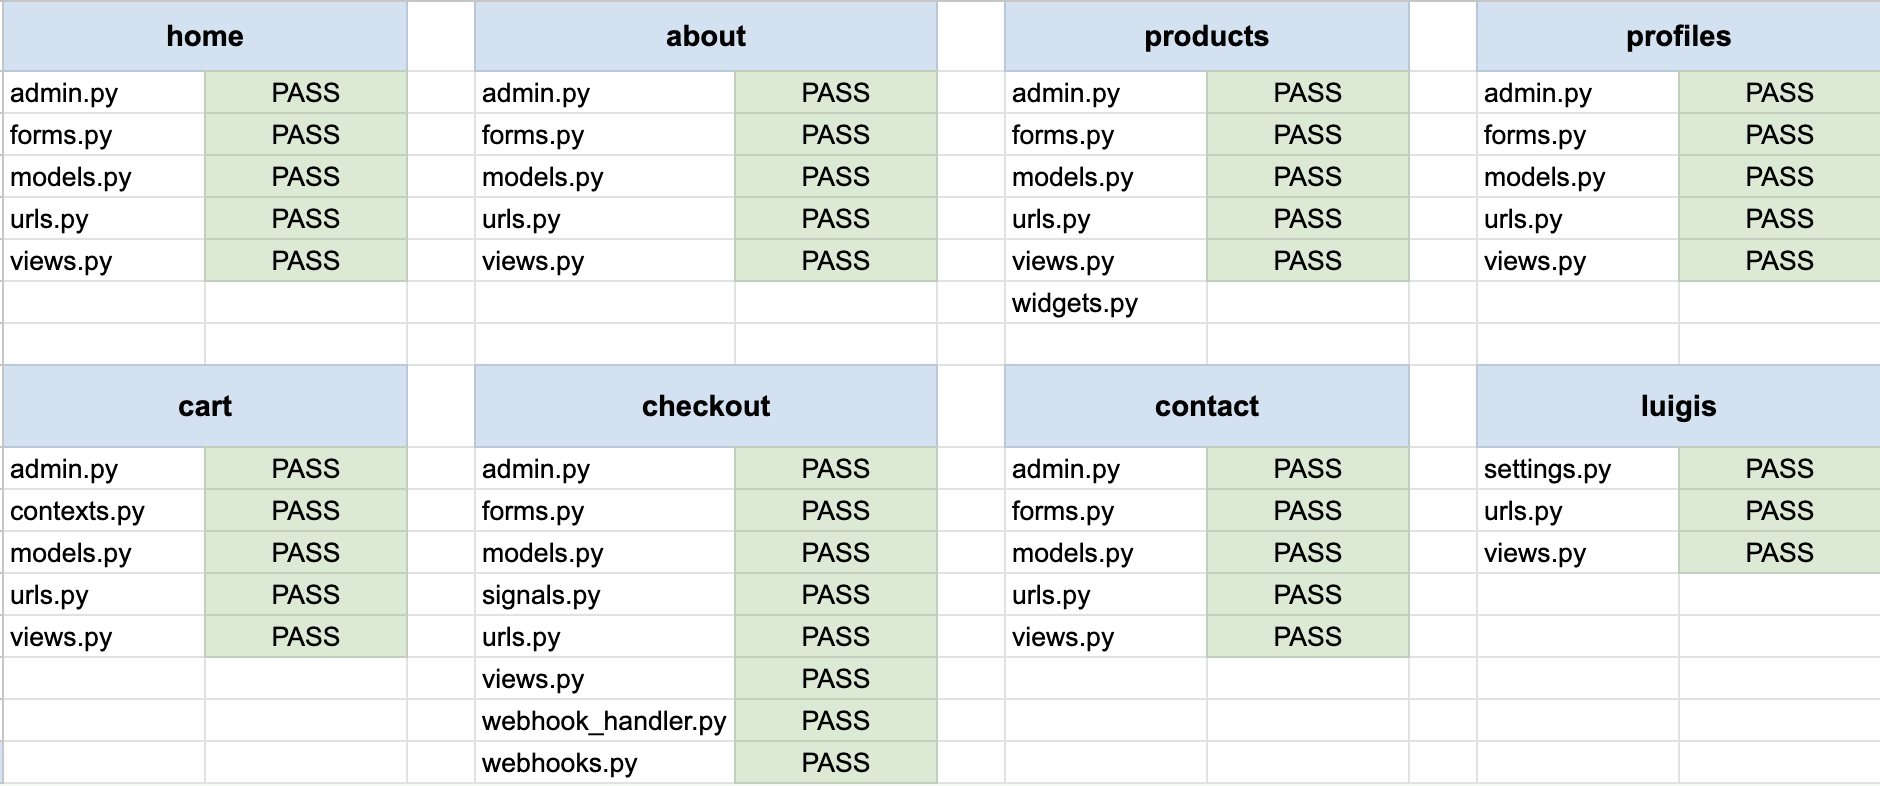 home about products profiles
admin.py PASS admin.py PASS admin.py PASS admin.py PASS
forms.py PASS forms.py PASS forms.py PASS forms.py PASS
models.py PASS models.py PASS models.py PASS models.py PASS
urls.py PASS urls.py PASS urls.py PASS urls.py PASS
views.py PASS views.py PASS views.py PASS views.py PASS
widgets.py
cart checkout contact luigis
admin.py PASS admin.py PASS admin.py PASS settings.py PASS
contexts.py PASS forms.py PASS forms.py PASS urls.py PASS
models.py PASS models.py PASS models.py PASS views.py PASS
urls.py PASS signals.py PASS urls.py PASS
views.py PASS urls.py PASS views.py PASS
views.py PASS
webhook_handler.py PASS
webhooks.py PASS